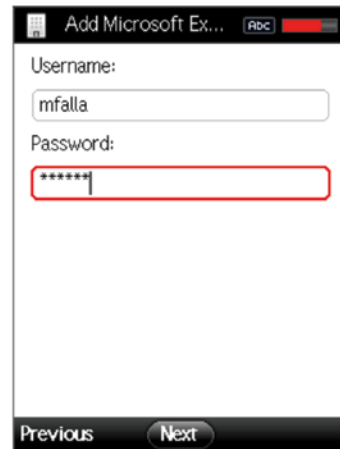 Add Microsoft Ex... Abc
Username:
mfalla
Password:
******
Previous Next